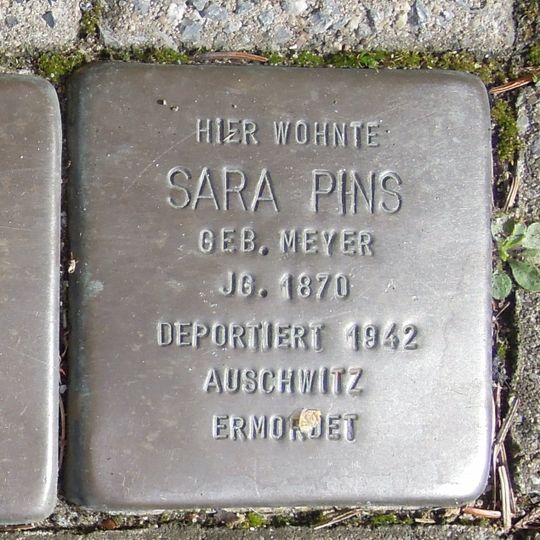 HIER WOHNTE
SARA PINS
GEB. MEYER
JG. 1870
DEPORTIERT 1942
AUSCHWITZ
ERMORDET